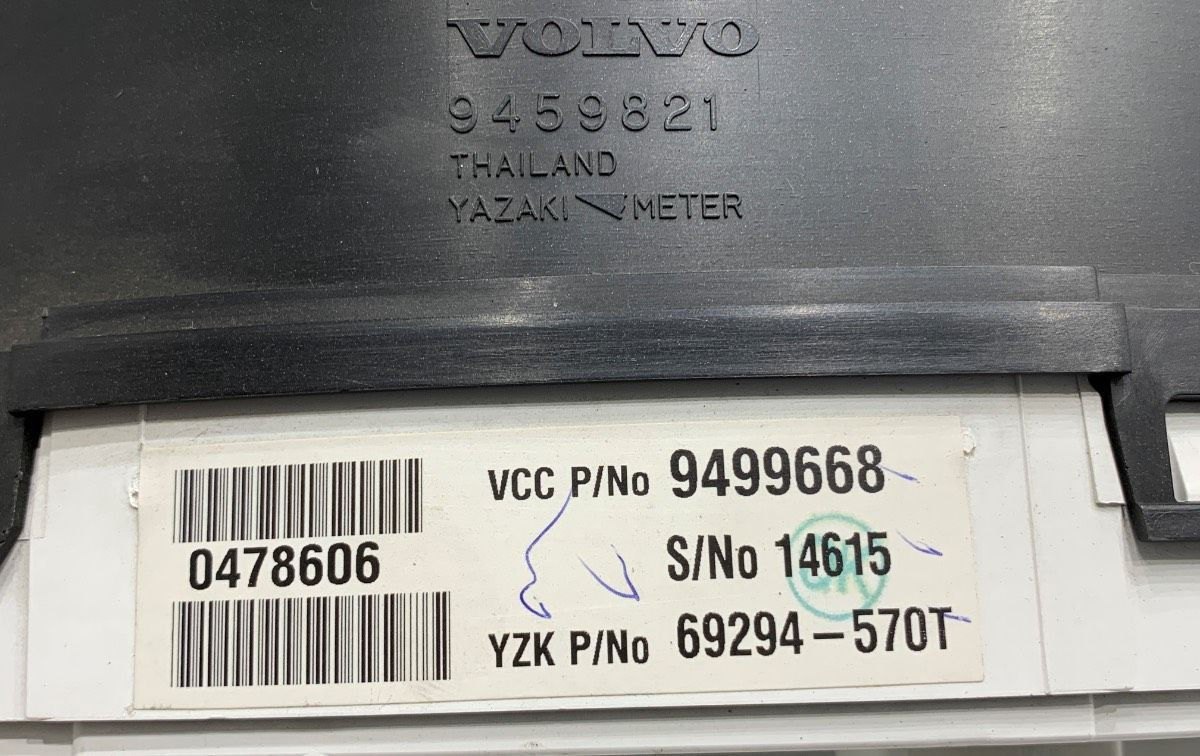 VOLVO
9459821
THAILAND
YAZAKI METER
VCC P/No 9499668
0478606
S/No 14615
YZK P/No 69294-570T